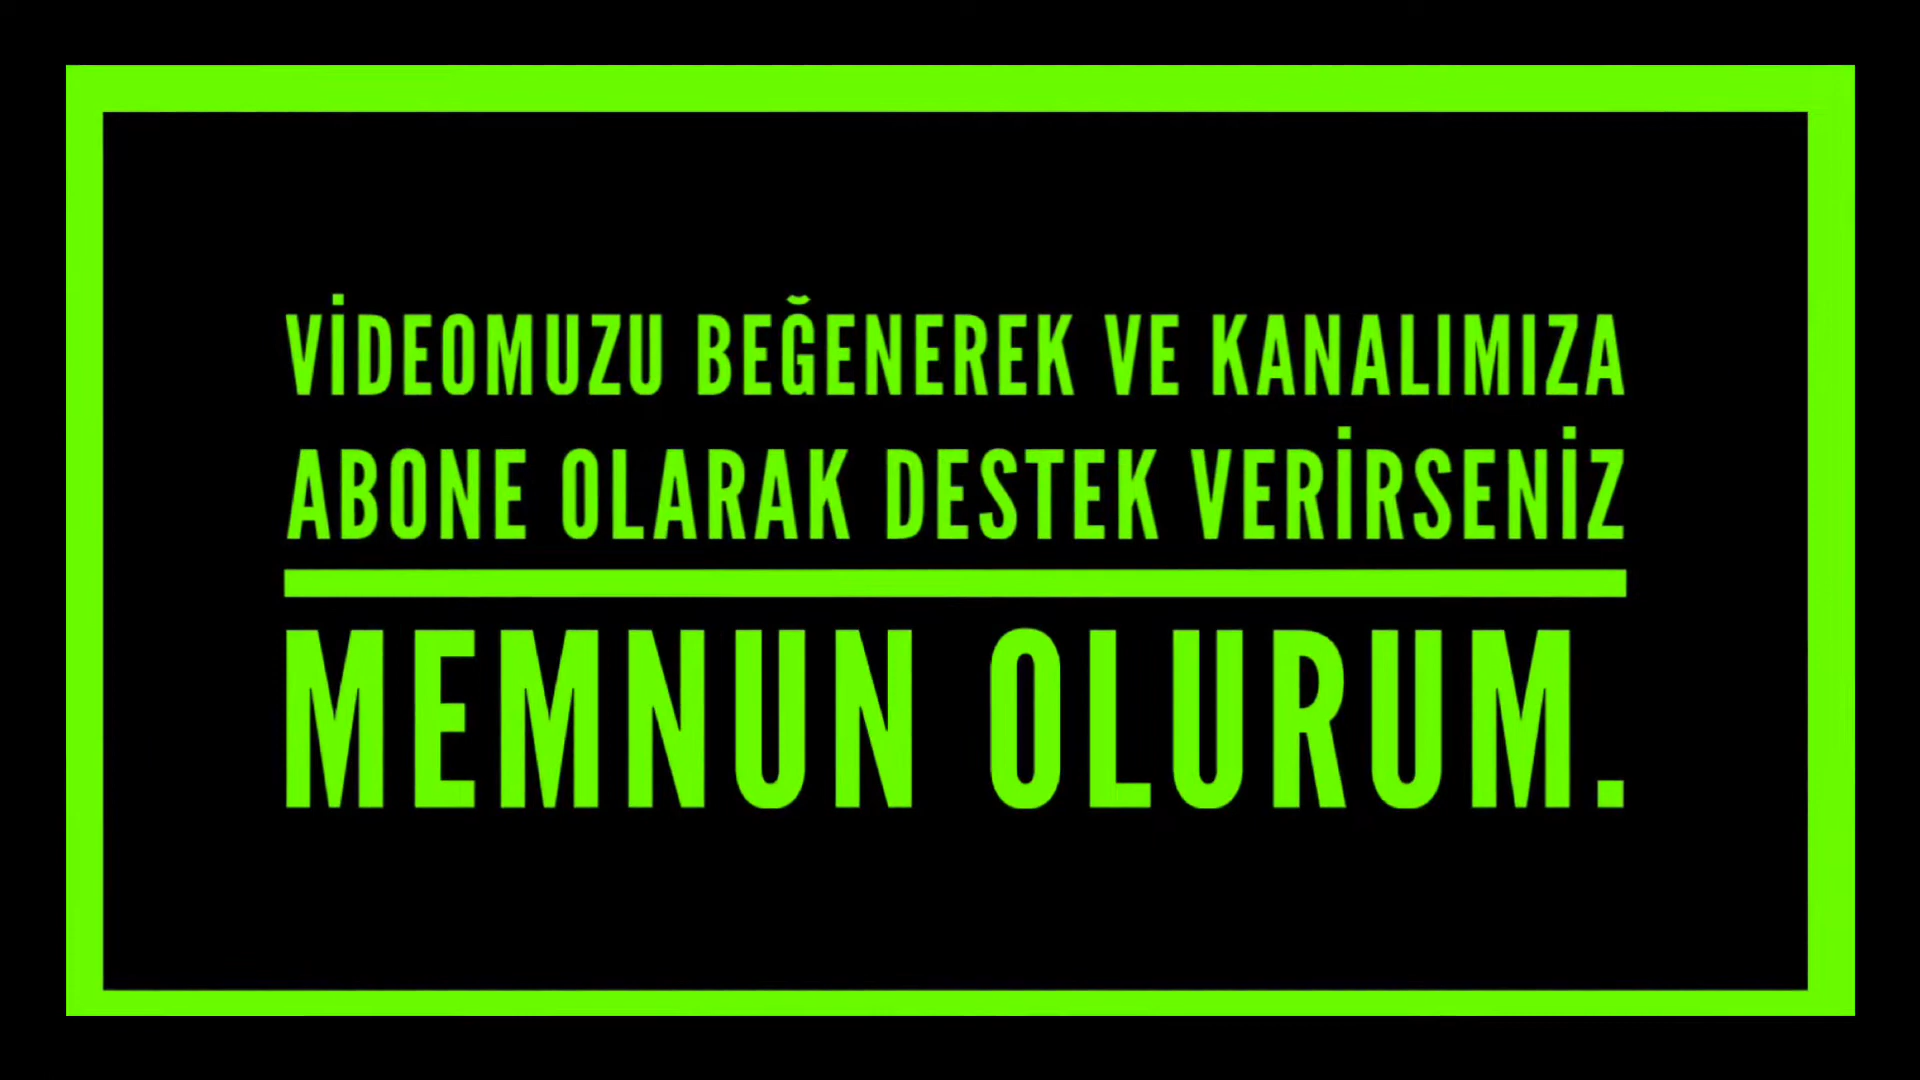 VİDEOMUZU BEĞENEREK VE KANALIMIZA
ABONE OLARAK DESTEK VERİRSENİZ
MEMNUN OLURUM.